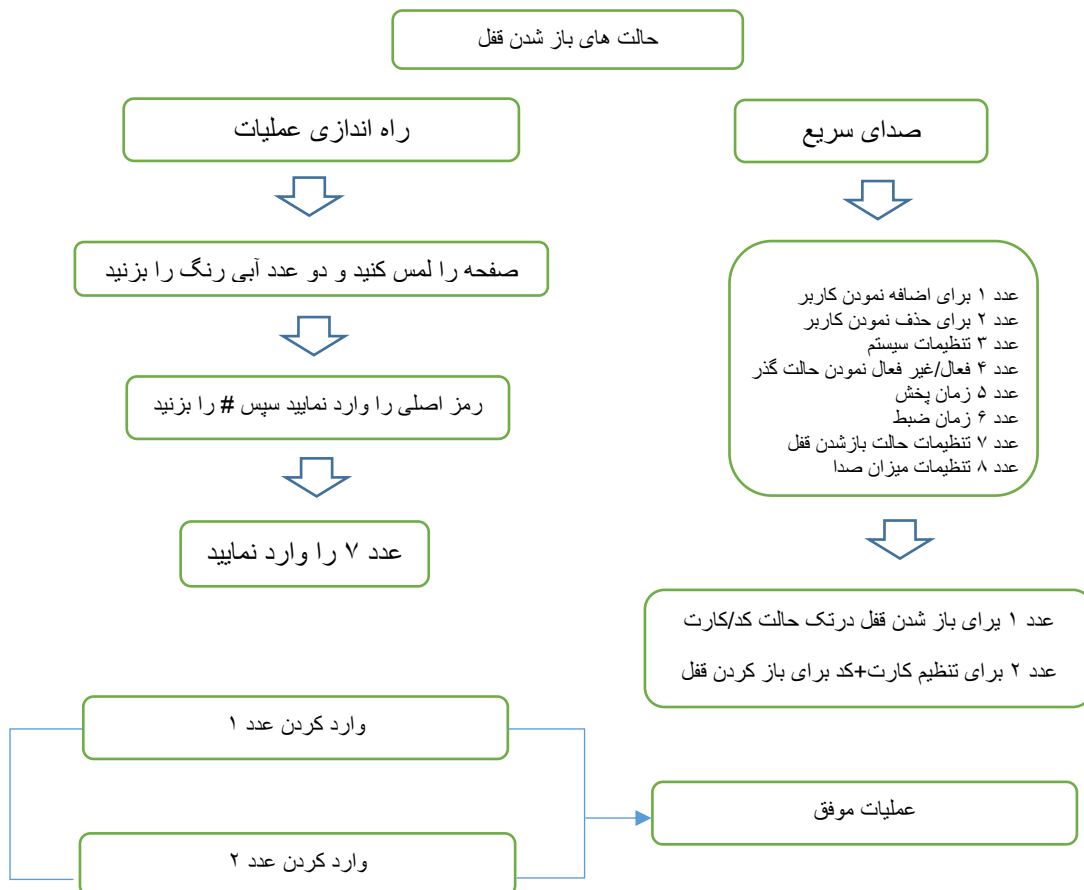 حالت های باز شدن قفل
صدای سریع
راه اندازی عملیات
صفحه را لمس کنید و دو عدد آبی رنگ را بزنید
عدد ۱ برای اضافه نمودن کاربر
عدد ۲ برای حذف نمودن کاربر
عدد ۳ تنظیمات سیستم
عدد ۴ فعال/غیر فعال نمودن حالت گذر
عدد ۵ زمان پخش
عدد ۶ زمان ضبط
عدد ۷ تنظیمات حالت بازشدن قفل
عدد ۸ تنظیمات میزان صدا
رمز اصلی را وارد نمایید سپس # را بزنید
عدد ۷ را وارد نمایید
عدد ۱ یرای باز شدن قفل درتک حالت کد/کارت
عدد ۲ برای تنظیم کارت+کد برای باز کردن قفل
وارد کردن عدد ۱
عملیات موفق
وارد کردن عدد ۲